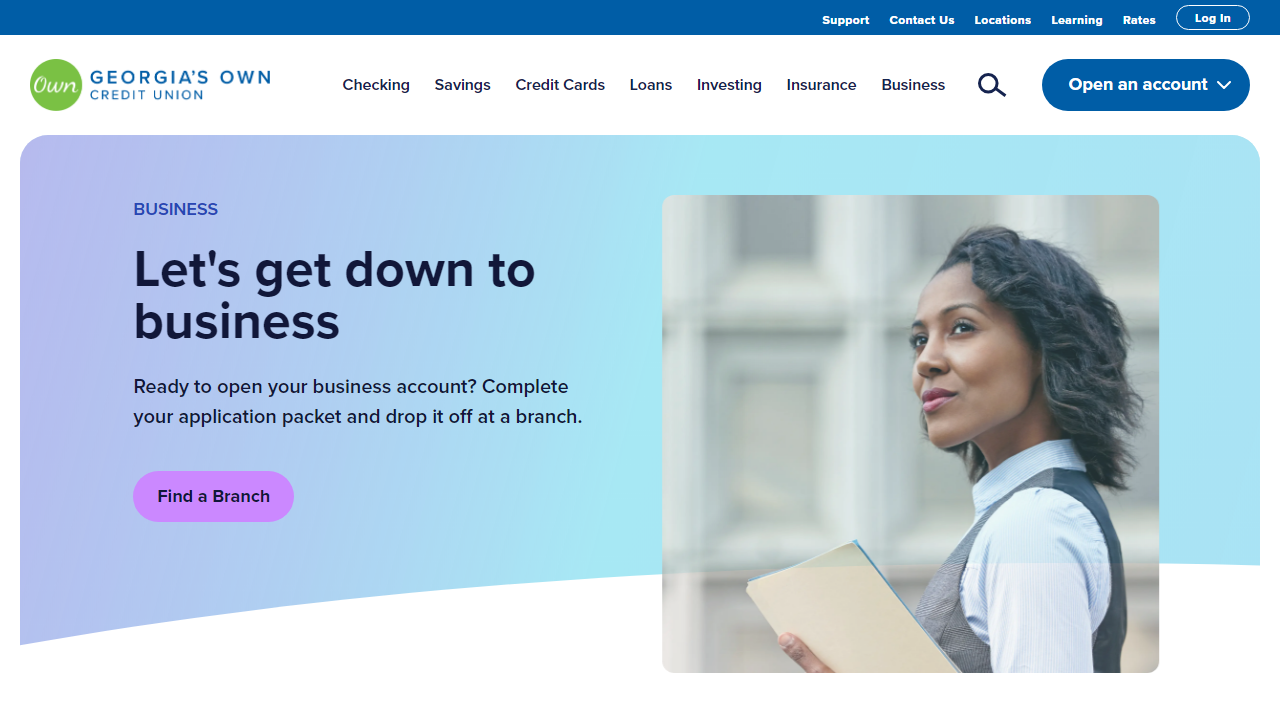 Support Contact Us Locations Learning Rates Log In
Own GEORGIA'S OWN
CREDIT UNION
Checking Savings Credit Cards Loans Investing Insurance Business Open an account
BUSINESS
Let's get down to
business
Ready to open your business account? Complete
your application packet and drop it off at a branch.
Find a Branch